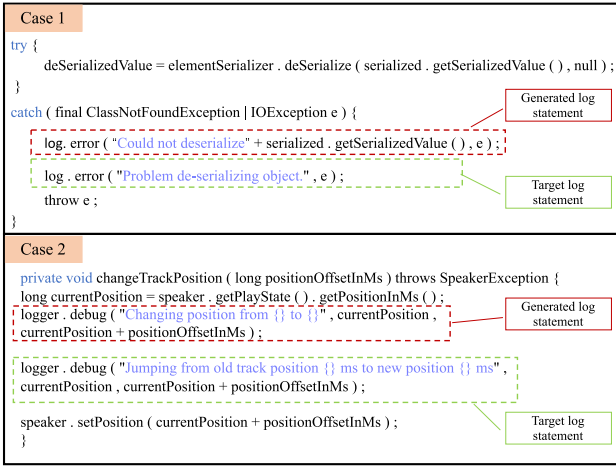 Case 1
try {
deSerializedValue = elementSerializer . deSerialize ( serialized . getSerializedValue ( ) , null ) ;
}
catch ( final ClassNotFoundException | IOException e ) {
Generated log
statement
log. error ( "Could not deserialize" + serialized . getSerializedValue ( ) , e ) ;
log . error ( "Problem de-serializing object." , e ) ;
Target log
statement
throw e ;
}
Case 2
private void changeTrackPosition ( long positionOffsetInMs ) throws SpeakerException {
long currentPosition = speaker . getPlayState ( ) . getPositionInMs ( ) ;
logger . debug ( "Changing position from {} to {}" , currentPosition ,
currentPosition + positionOffsetInMs ) ;
Generated log
statement
logger . debug ( "Jumping from old track position {} ms to new position {} ms" ,
currentPosition , currentPosition + positionOffsetInMs ) ;
speaker . setPosition ( currentPosition + positionOffsetInMs ) ;
}
Target log
statement